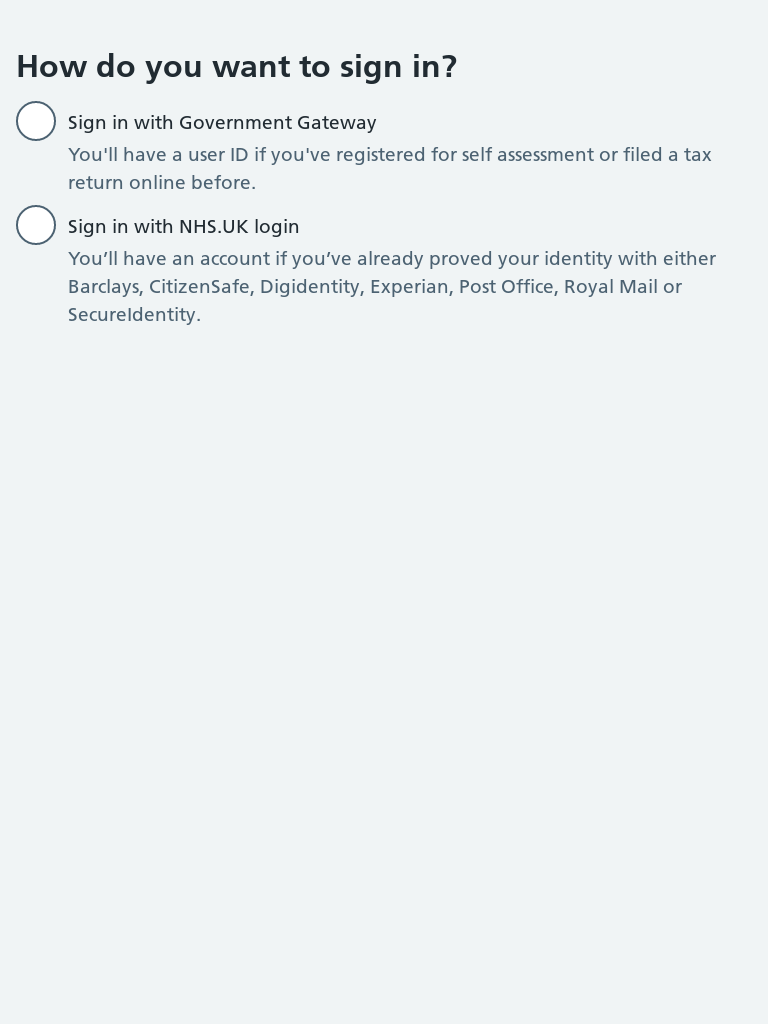 How do you want to sign in?
Sign in with Government Gateway
You'll have a user ID if you've registered for self assessment or filed a tax
return online before.
Sign in with NHS.UK login
You’ll have an account if you’ve already proved your identity with either
Barclays, CitizenSafe, Digidentity, Experian, Post Office, Royal Mail or
SecureIdentity.